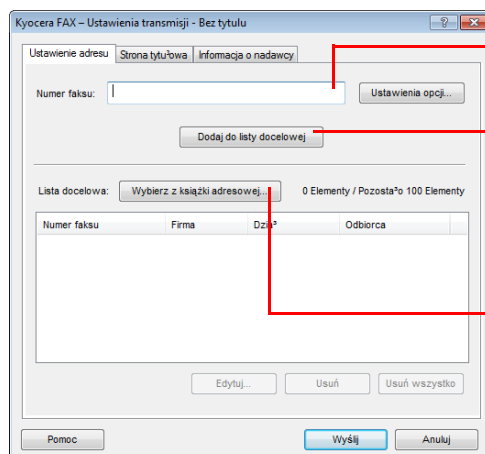 Kyocera FAX – Ustawienia transmisji - Bez tytulu
Ustawienie adresu Strona tytu³owa Informacja o nadawcy
Numer faksu: Ustawienia opcji...
Dodaj do listy docelowej
Lista docelowa: Wybierz z książki adresowej... 0 Elementy / Pozosta³o 100 Elementy
Numer faksu Firma Dzia³ Odbiorca
Edytuj... Usuń Usuń wszystko
Pomoc Wyślij Anuluj